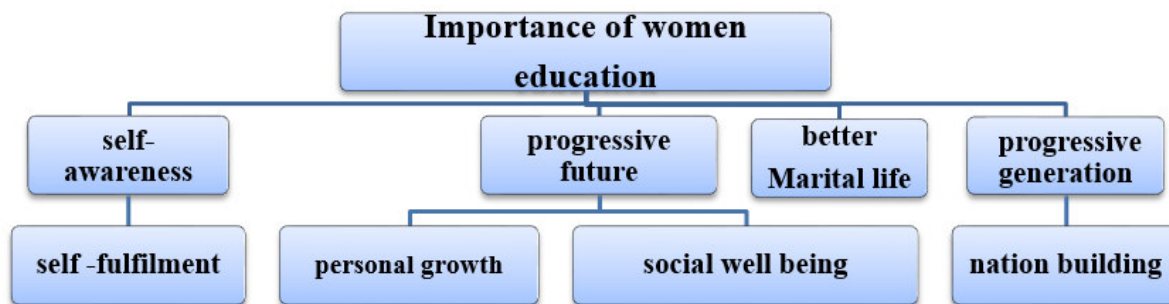 Importance of women
education
self-
awareness
progressive
future
better
Marital life
progressive
generation
self -fulfilment
personal growth
social well being
nation building